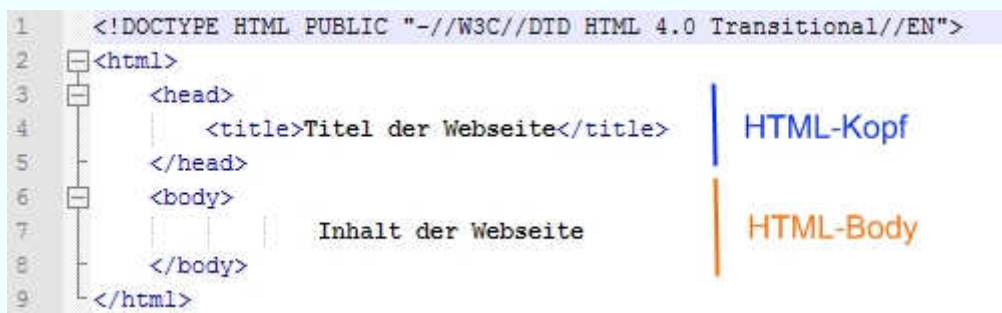 1 <!DOCTYPE HTML PUBLIC "-//W3C//DTD HTML 4.0 Transitional//EN">
2 <html>
3 <head>
4 <title>Titel der Webseite</title>
HTML-Kopf
5 </head>
6 <body>
7 Inhalt der Webseite
HTML-Body
8 </body>
9 </html>